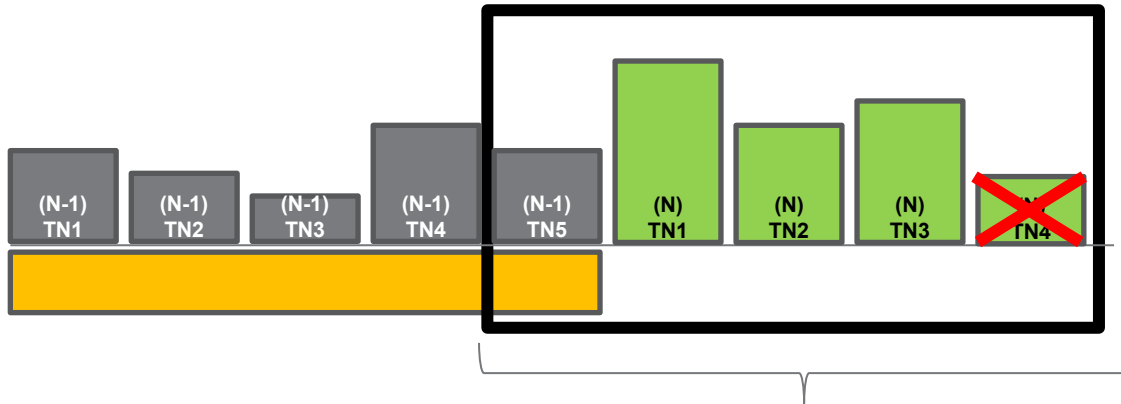 (N-1)
TN1
(N-1)
TN2
(N-1)
TN3
(N-1)
TN4
(N-1)
TN5
(N)
TN1
(N)
TN2
(N)
TN3
TN4